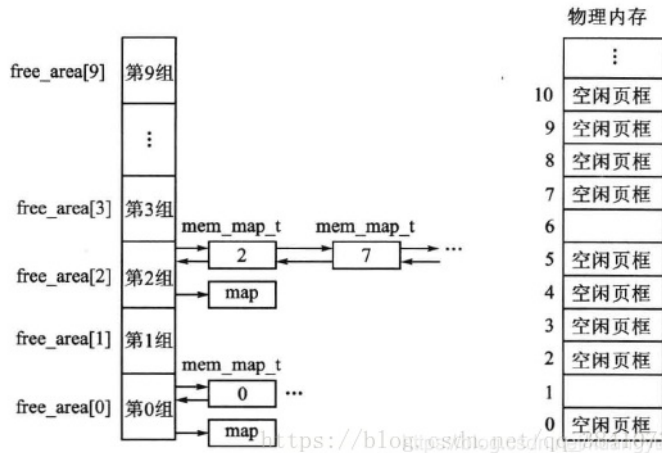 物理内存
free_area[9] 第9组
⋮
⋮
10 空闲页框
9 空闲页框
8 空闲页框
7 空闲页框
6
5 空闲页框
4 空闲页框
3 空闲页框
2 空闲页框
1
0 空闲页框
free_area[3] 第3组
mem_map_t mem_map_t
2 7 ···
free_area[2] 第2组
map
free_area[1] 第1组
mem_map_t
0 ···
free_area[0] 第0组
map
https://blog.csdn.net/